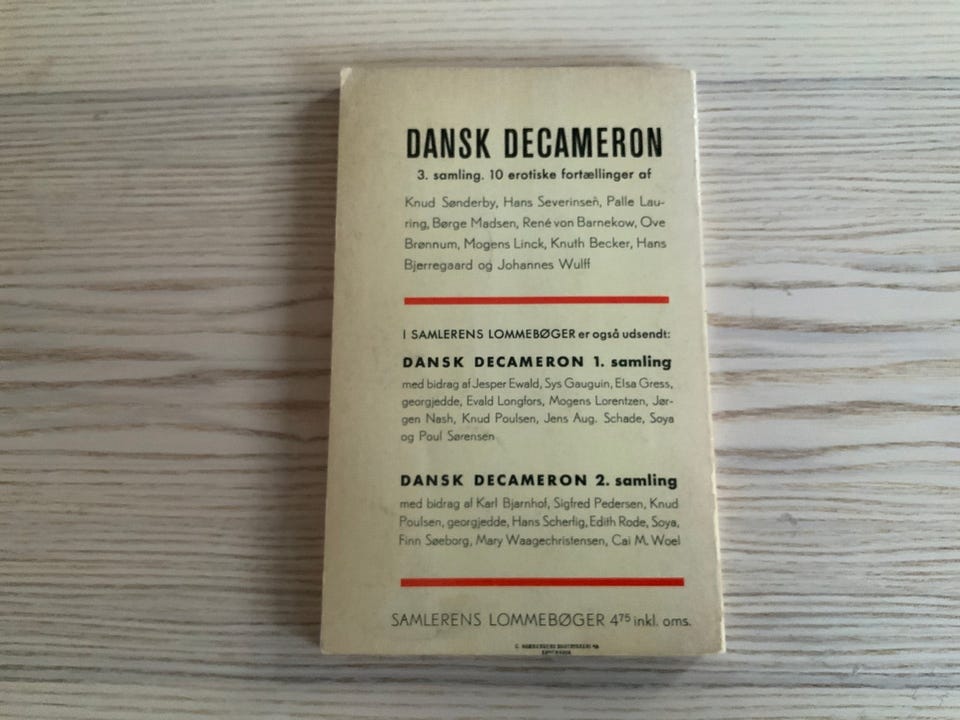 DANSK DECAMERON
3. samling. 10 erotiske fortællinger af
Knud Sønderby, Hans Severinsen, Palle Lau-
ring, Børge Madsen, René von Barnekow, Ove
Brønnum, Mogens Linck, Knuth Becker, Hans
Bjerregaard og Johannes Wulff
I SAMLERENS LOMMEBØGER er også udsendt:
DANSK DECAMERON 1. samling
med bidrag af Jesper Ewald, Sys Gauguin, Elsa Gress,
georgjedde, Evald Longfors, Mogens Lorentzen, Jør-
gen Nash, Knud Poulsen, Jens Aug. Schade, Soya
og Poul Sørensen
DANSK DECAMERON 2. samling
med bidrag af Karl Bjarnhof, Sigfred Pedersen, Knud
Poulsen, georgjedde, Hans Scherfig, Edith Rode, Soya,
Finn Søeborg, Mary Waagechristensen, Cai M. Woel
SAMLERENS LOMMEBØGER 4⁷⁵ inkl. oms.